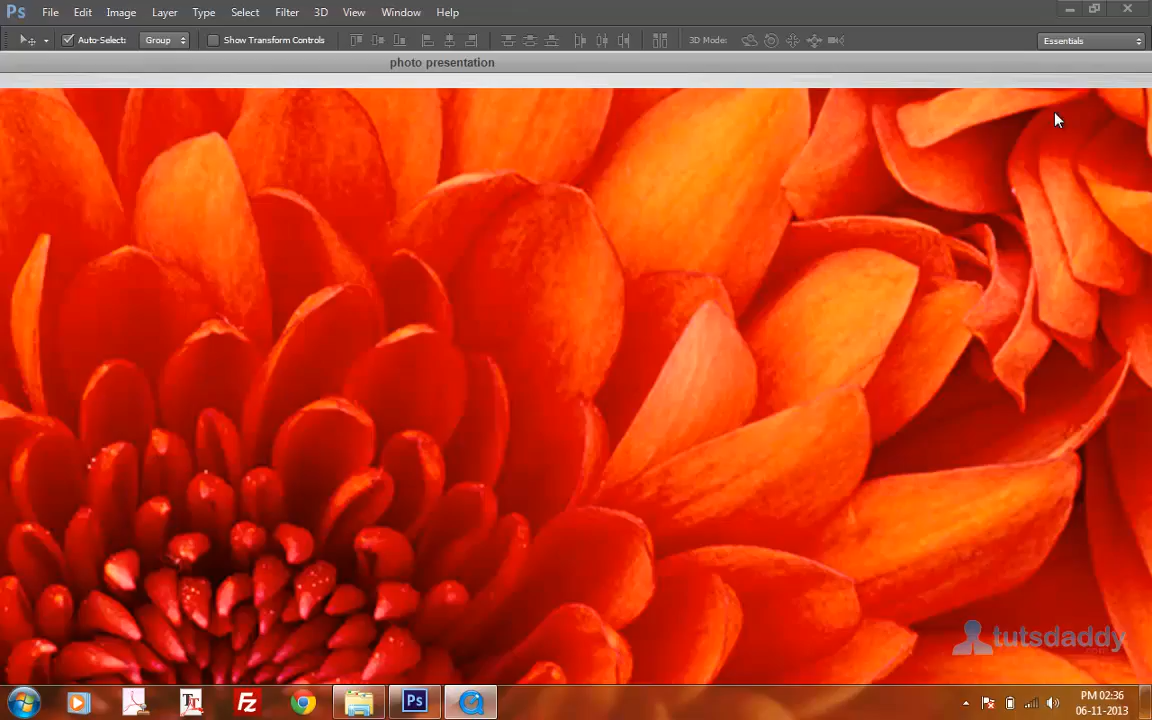 Ps File Edit Image Layer Type Select Filter 3D View Window Help
Auto-Select: Group Show Transform Controls 3D Mode: Essentials
photo presentation
tutsdaddy
Ps
PM 02:36
06-11-2013